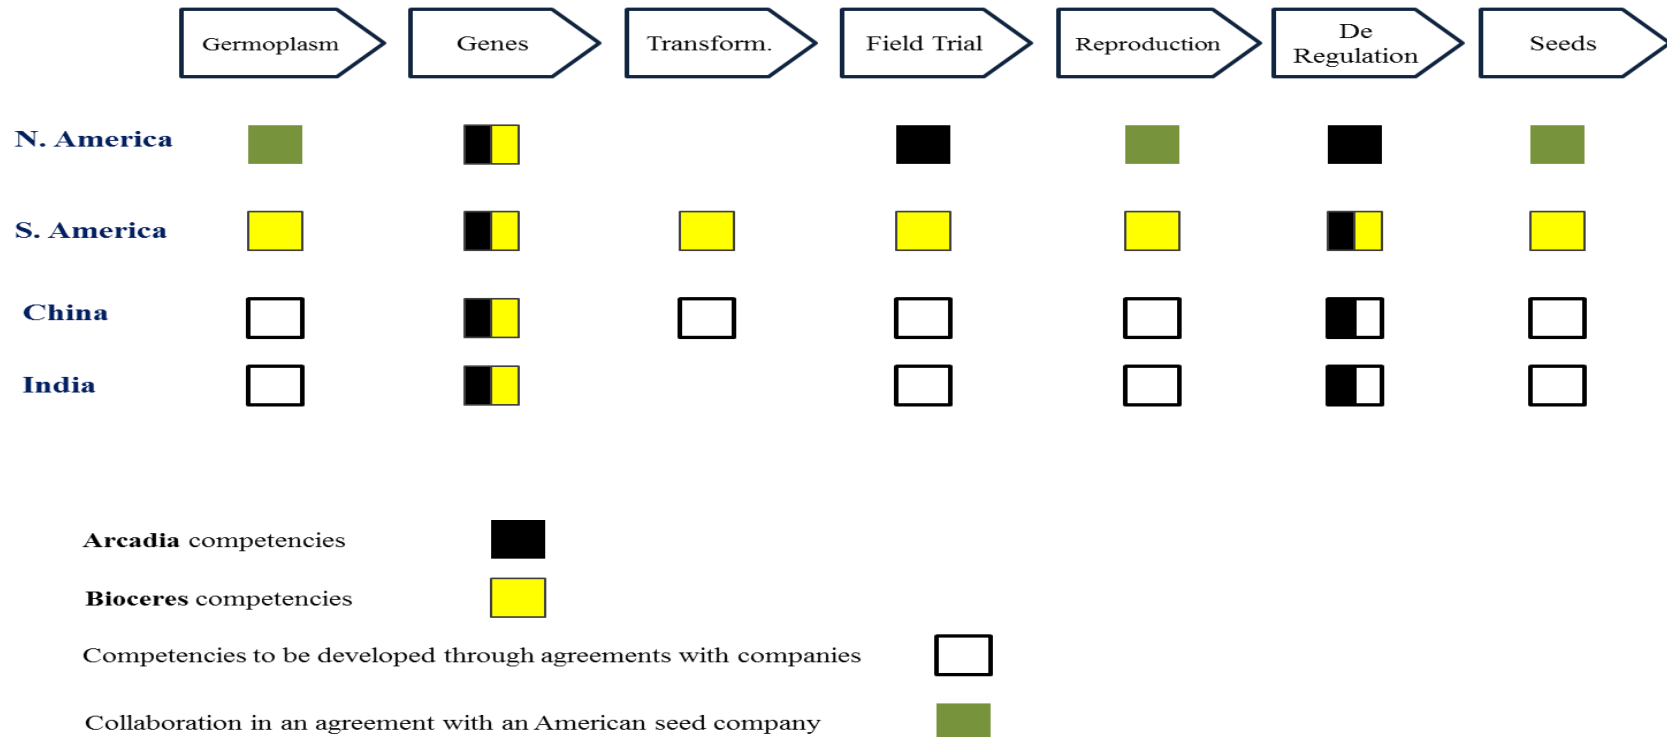 Germoplasm
Genes
Transform.
Field Trial
Reproduction
De
Regulation
Seeds
N. America
S. America
China
India
Arcadia competencies
Bioceres competencies
Competencies to be developed through agreements with companies
Collaboration in an agreement with an American seed company